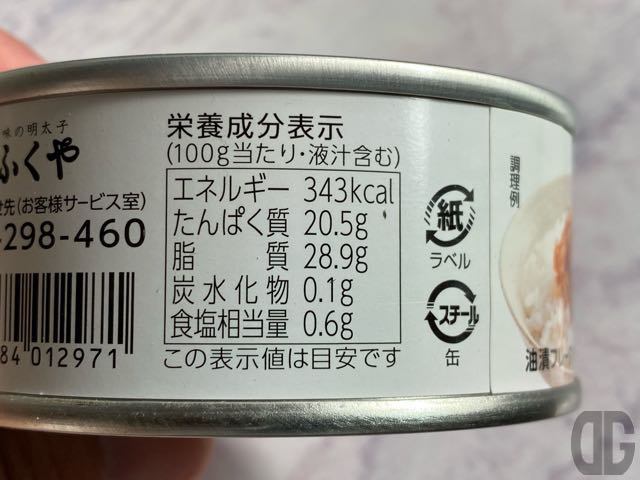 味の明太子
ふくや
先(お客様サービス室)
-298-460
84 012971
栄養成分表示
(100g当たり・液汁含む)
エネルギー 343kcal
たんぱく質 20.5g
脂質 28.9g
炭水化物 0.1g
食塩相当量 0.6g
この表示値は目安です
紙
ラベル
スチール
缶
調理例
油漬フレー
DG